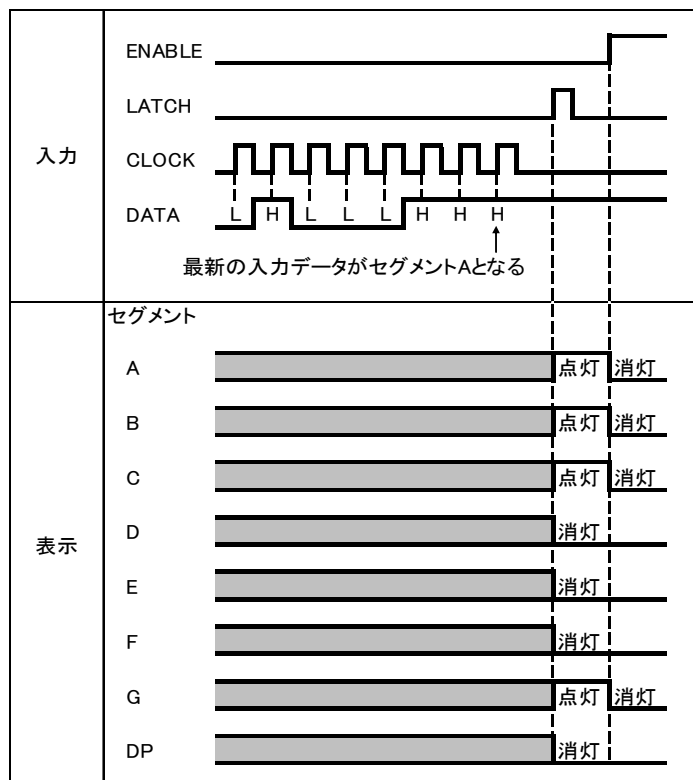 入力
ENABLE
LATCH
CLOCK
DATA
L H L L L H H H
最新の入力データがセグメントAとなる
表示
セグメント
A 点灯 消灯
B 点灯 消灯
C 点灯 消灯
D 消灯
E 消灯
F 消灯
G 点灯 消灯
DP 消灯